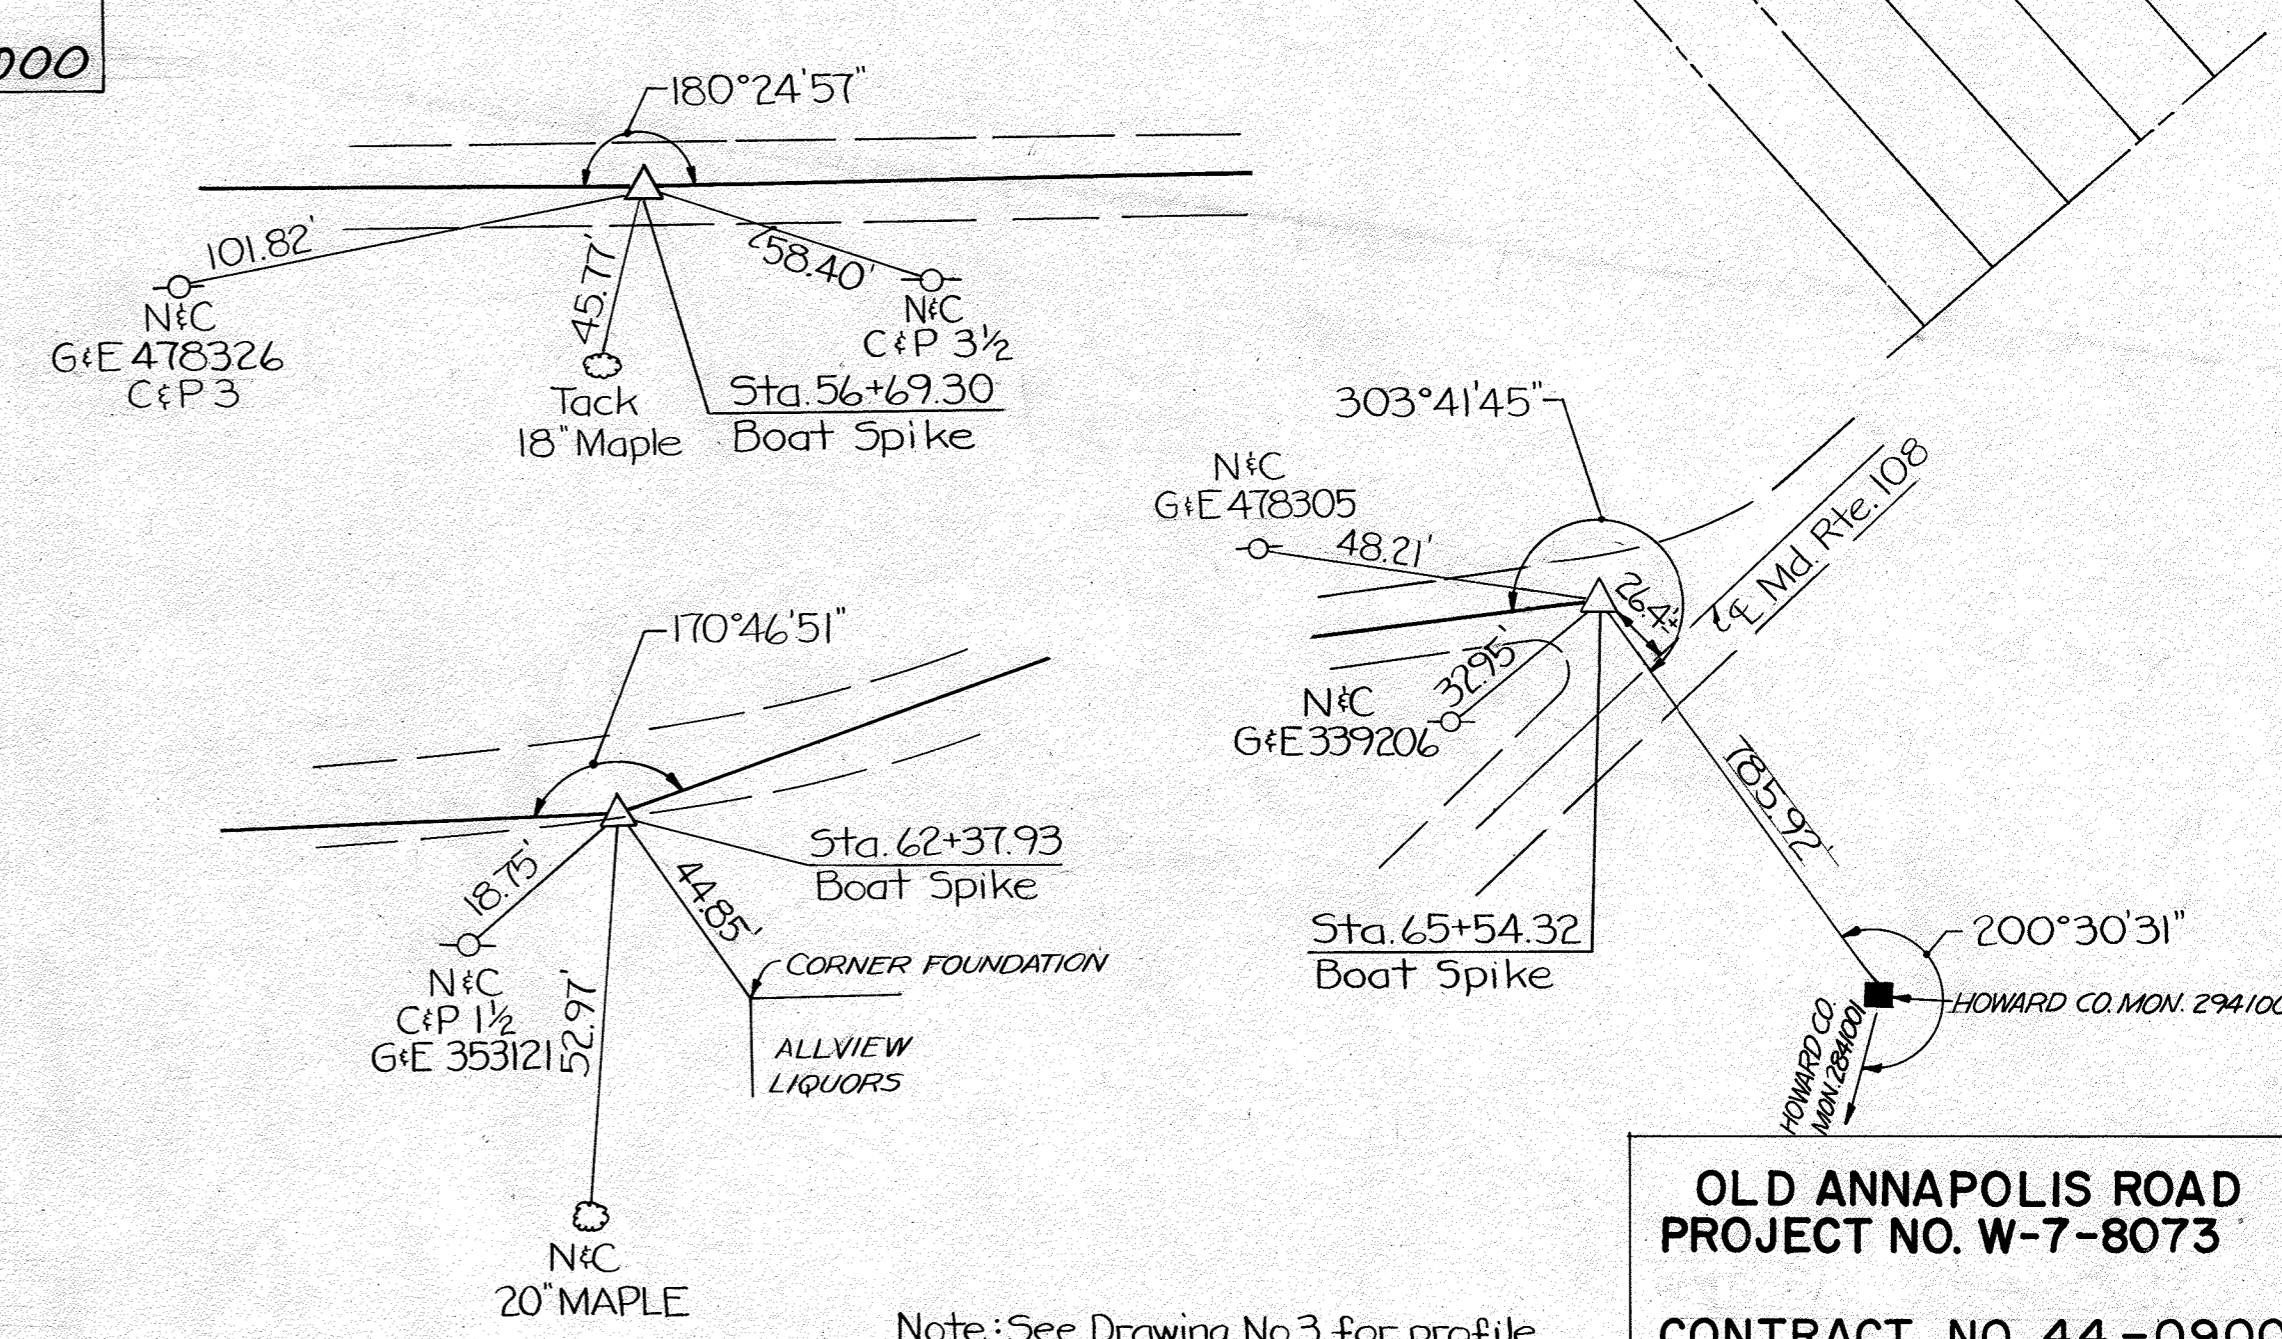 000
180°24'57"
101.82'
N&C
G&E 478326
C&P 3
45.77'
Tack
18" Maple
58.40'
N&C
C&P 3½
Sta. 56+69.30
Boat Spike
303°41'45"
N&C
G&E 478305
48.21'
26.4'±
℄ Md. Rte. 108
32.95'
N&C
G&E 339206
Sta. 65+54.32
Boat Spike
785.92'
200°30'31"
HOWARD CO. MON. 294100
HOWARD CO.
MON. 2841001
170°46'51"
18.75'
N&C
C&P 1½
G&E 353121
52.97'
N&C
20" MAPLE
44.85'
Sta. 62+37.93
Boat Spike
CORNER FOUNDATION
ALLVIEW
LIQUORS
Note: See Drawing No 3 for profile
OLD ANNAPOLIS ROAD
PROJECT NO. W-7-8073
CONTRACT NO. 44-0900